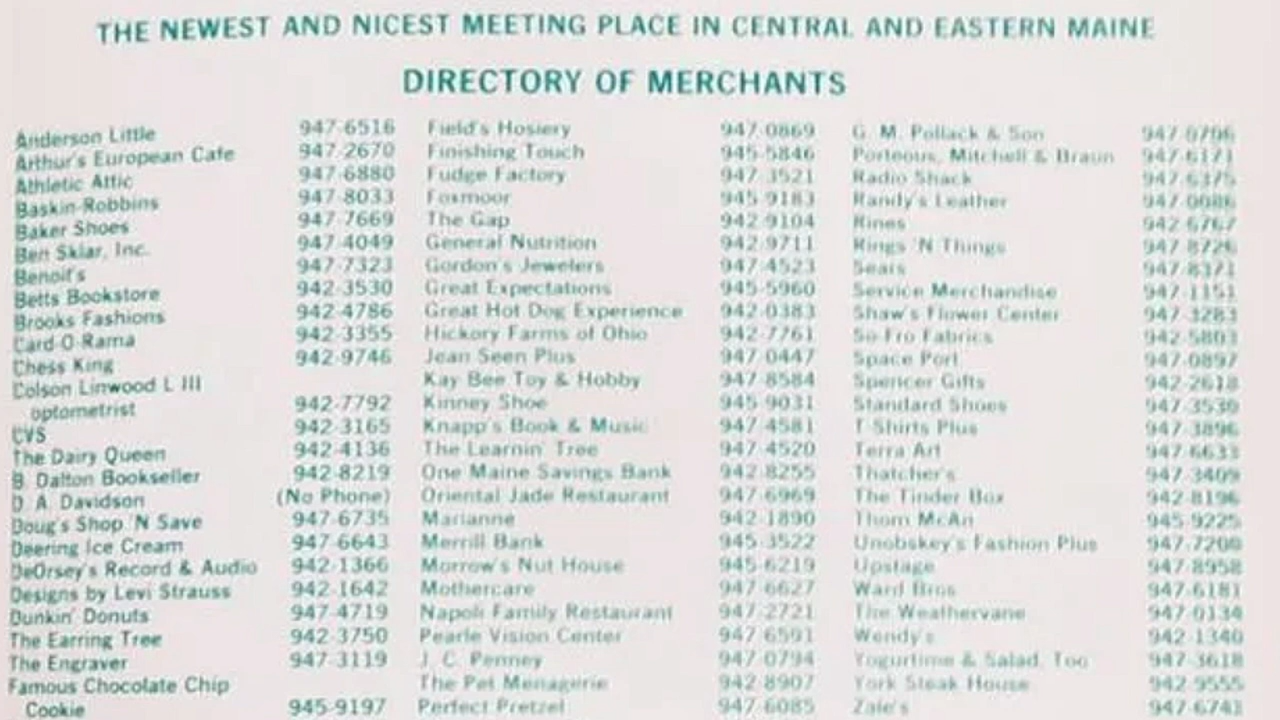 THE NEWEST AND NICEST MEETING PLACE IN CENTRAL AND EASTERN MAINE
DIRECTORY OF MERCHANTS
Anderson Little 947-6516
Arthur's European Cafe 947-2670
Athletic Attic 947-6880
Baskin-Robbins 947-8033
Baker Shoes 947-7669
Ben Sklar, Inc. 947-4049
Benoit's 947-7323
Betts Bookstore 942-3530
Brooks Fashions 942-4786
Card O Rama 942-3355
Chess King 942-9746
Colson Linwood L III
optometrist 942-7792
CVS 942-3165
The Dairy Queen 942-4136
B. Dalton Bookseller 942-8219
D. A. Davidson (No Phone)
Doug's Shop 'N Save 947-6735
Deering Ice Cream 947-6643
DeOrsey's Record & Audio 942-1366
Designs by Levi Strauss 942-1642
Dunkin' Donuts 947-4719
The Earring Tree 942-3750
The Engraver 947-3119
Famous Chocolate Chip
Cookie 945-9197
Field's Hosiery 947-0869
Finishing Touch 945-5846
Fudge Factory 947-3521
Foxmoor 945-9183
The Gap 942-9104
General Nutrition 942-9711
Gordon's Jewelers 947-4523
Great Expectations 945-5960
Great Hot Dog Experience 942-0383
Hickory Farms of Ohio 942-7761
Jean Seen Plus 947-0447
Kay Bee Toy & Hobby 947-8584
Kinney Shoe 945-9031
Knapp's Book & Music 947-4581
The Learnin' Tree 947-4520
One Maine Savings Bank 942-8255
Oriental Jade Restaurant 947-6969
Marianne 942-1890
Merrill Bank 945-3522
Morrow's Nut House 945-6219
Mothercare 947-6627
Napoli Family Restaurant 947-2721
Pearle Vision Center 947-6591
J. C. Penney 947-0794
The Pet Menagerie 942-8907
Perfect Pretzel 947-6085
G. M. Pollack & Son
Porteous, Mitchell & Braun 947-6171
Radio Shack 947-6375
Randy's Leather
Rines 942-6767
Rings 'N Things
Sears 947-8371
Service Merchandise 947-1151
Shaw's Flower Center 947-3283
So-Fro Fabrics 942-5803
Space Port 947-0897
Spencer Gifts 942-2618
Standard Shoes 947-3530
T-Shirts Plus 947-3896
Terra Art 947-6633
Thatcher's 947-3409
The Tinder Box 942-8196
Thom McAn 945-9225
Unobskey's Fashion Plus 947-7200
Upstage 947-8958
Ward Bros 947-6181
The Weathervane 947-0134
Wendy's 942-1340
Yogurtime & Salad, Too 947-3618
York Steak House 942-9555
Zale's 947-6741